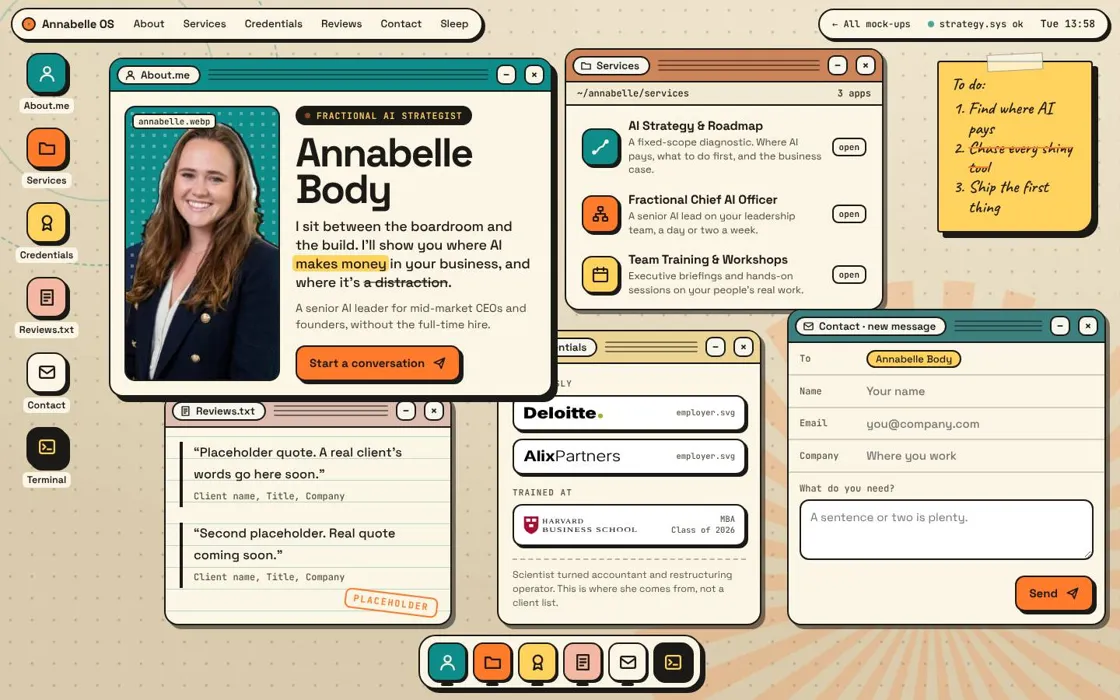 Annabelle OS About Services Credentials Reviews Contact Sleep
← All mock-ups strategy.sys ok Tue 13:58
About.me
Services
Credentials
Reviews.txt
Contact
Terminal
About.me
annabelle.webp
FRACTIONAL AI STRATEGIST
Annabelle
Body
I sit between the boardroom and
the build. I'll show you where AI
makes money in your business, and
where it's a distraction.
A senior AI leader for mid-market CEOs and
founders, without the full-time hire.
Start a conversation
Services
~/annabelle/services 3 apps
AI Strategy & Roadmap
A fixed-scope diagnostic. Where AI
pays, what to do first, and the business
case.
open
Fractional Chief AI Officer
A senior AI lead on your leadership
team, a day or two a week.
open
Team Training & Workshops
Executive briefings and hands-on
sessions on your people's real work.
open
To do:
1. Find where AI
pays
2. Chase every shiny
tool
3. Ship the first
thing
Reviews.txt
“Placeholder quote. A real client's
words go here soon.”
Client name, Title, Company
“Second placeholder. Real quote
coming soon.”
Client name, Title, Company
PLACEHOLDER
entials
SLY
Deloitte. employer.svg
AlixPartners employer.svg
TRAINED AT
HARVARD
BUSINESS SCHOOL
MBA
Class of 2026
Scientist turned accountant and restructuring
operator. This is where she comes from, not a
client list.
Contact · new message
To Annabelle Body
Name Your name
Email you@company.com
Company Where you work
What do you need?
A sentence or two is plenty.
Send